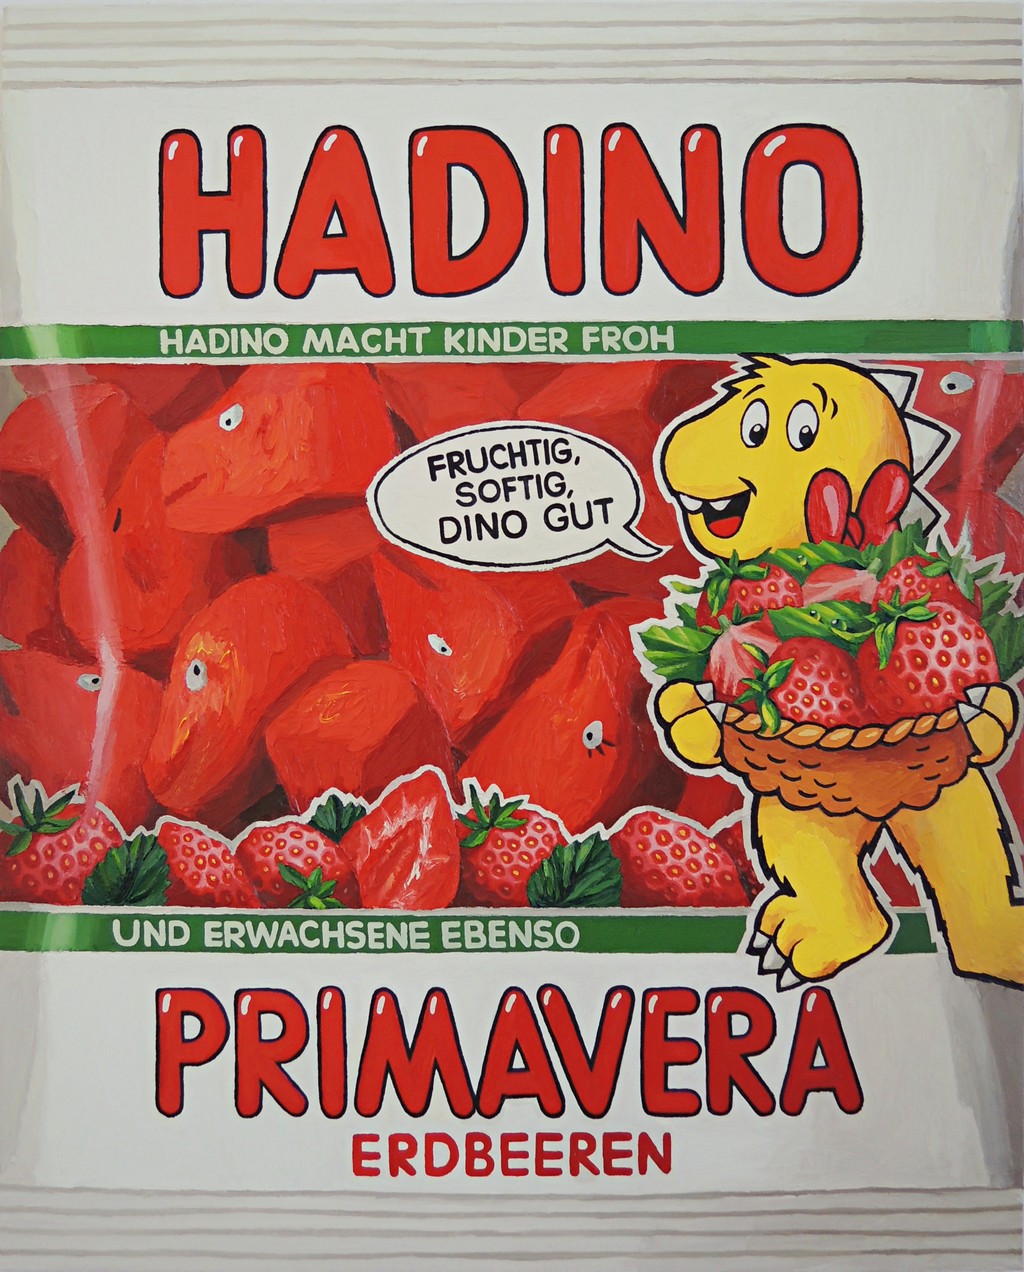 HADINO
HADINO MACHT KINDER FROH
FRUCHTIG,
SOFTIG,
DINO GUT
UND ERWACHSENE EBENSO
PRIMAVERA
ERDBEEREN